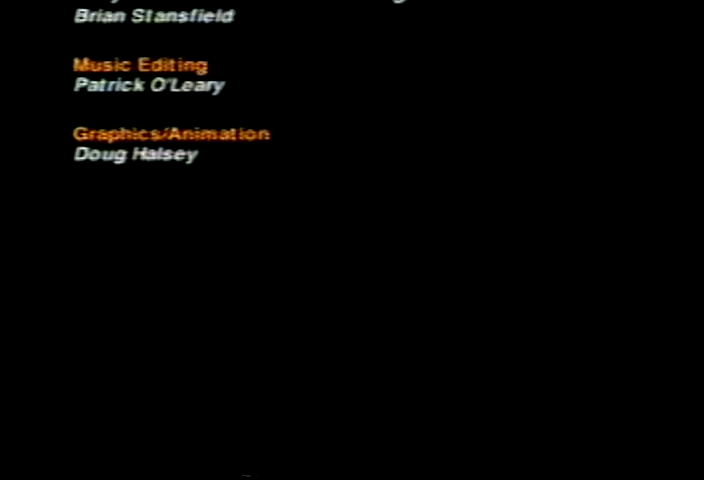 Brian Stansfield
Music Editing
Patrick O'Leary
Graphics/Animation
Doug Halsey